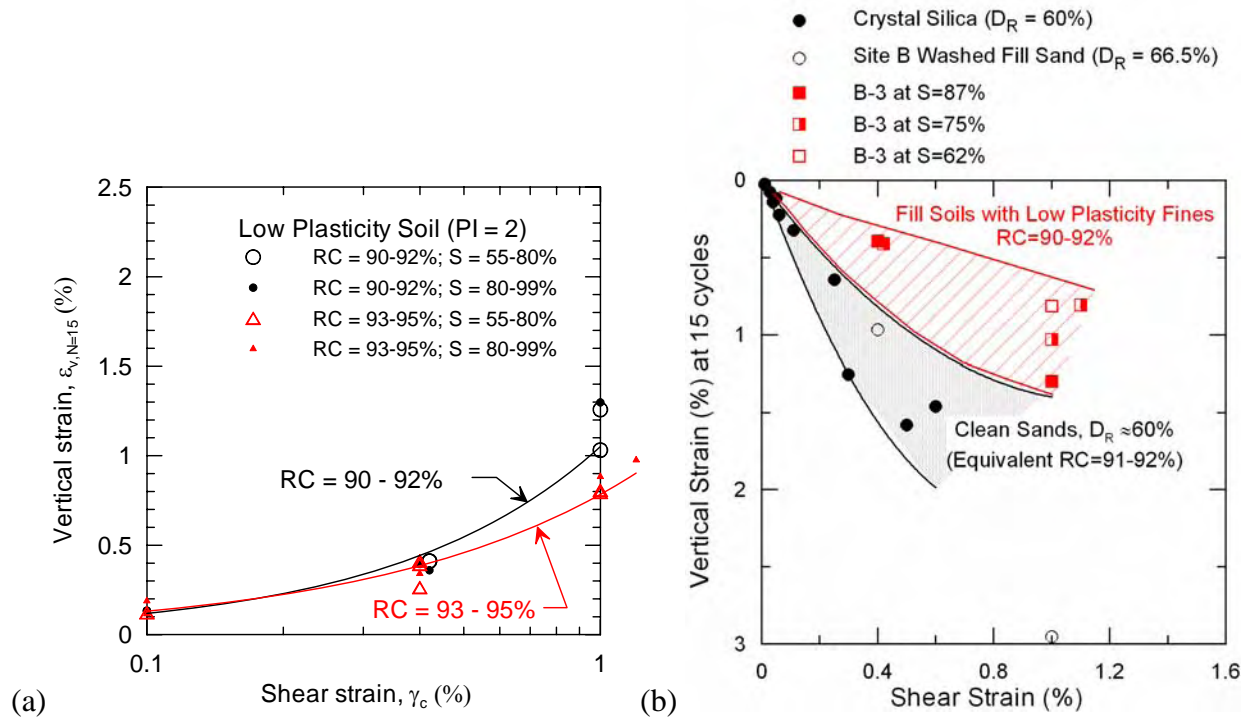 2.5
2
1.5
1
0.5
0
0.1
1
Vertical strain, εv,N=15 (%)
Shear strain, γc (%)
Low Plasticity Soil (PI = 2)
RC = 90-92%; S = 55-80%
RC = 90-92%; S = 80-99%
RC = 93-95%; S = 55-80%
RC = 93-95%; S = 80-99%
RC = 90 - 92%
RC = 93 - 95%
(a)
Crystal Silica (DR = 60%)
Site B Washed Fill Sand (DR = 66.5%)
B-3 at S=87%
B-3 at S=75%
B-3 at S=62%
0
1
2
3
Vertical Strain (%) at 15 cycles
Fill Soils with Low Plasticity Fines
RC=90-92%
Clean Sands, DR ≈60%
(Equivalent RC=91-92%)
0
0.4
0.8
1.2
1.6
Shear Strain (%)
(b)